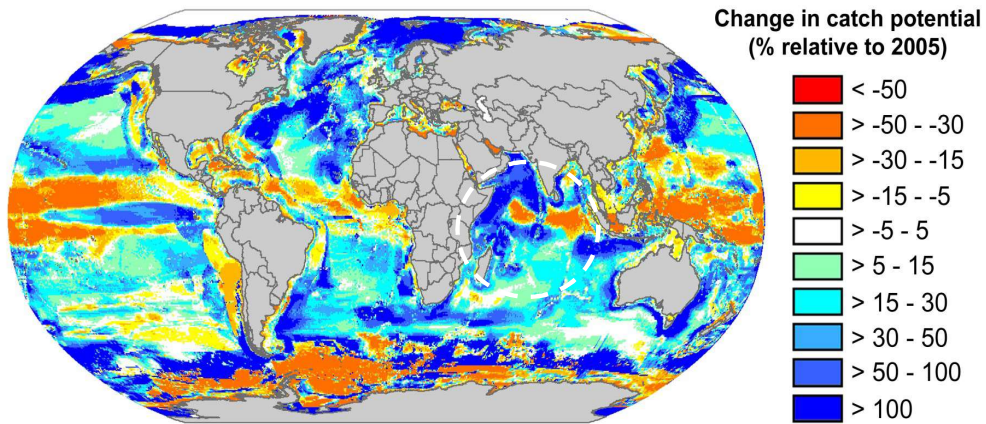 Change in catch potential
(% relative to 2005)
< -50
> -50 - -30
> -30 - -15
> -15 - -5
> -5 - 5
> 5 - 15
> 15 - 30
> 30 - 50
> 50 - 100
> 100